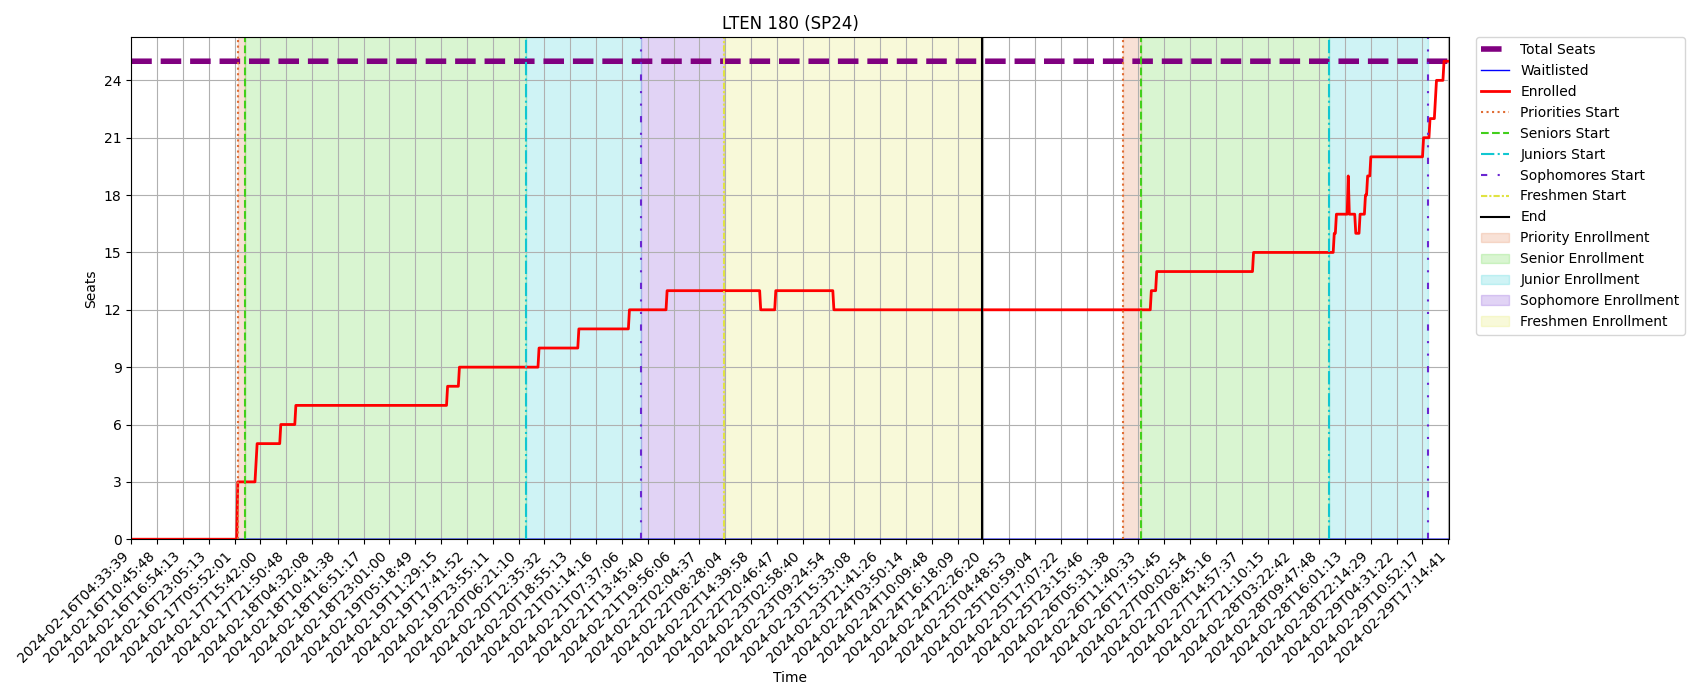 LTEN 180 (SP24)
Seats
24
21
18
15
12
9
6
3
0
2024-02-16T04:33:39
2024-02-16T10:45:48
2024-02-16T16:54:13
2024-02-16T23:05:13
2024-02-17T05:52:01
2024-02-17T15:42:00
2024-02-17T21:50:48
2024-02-18T04:32:08
2024-02-18T10:41:38
2024-02-18T16:51:17
2024-02-18T23:01:00
2024-02-19T05:18:49
2024-02-19T11:29:15
2024-02-19T17:41:52
2024-02-19T23:55:11
2024-02-20T06:21:10
2024-02-20T12:35:32
2024-02-20T18:55:13
2024-02-21T01:14:16
2024-02-21T07:37:06
2024-02-21T13:45:40
2024-02-21T19:56:06
2024-02-22T02:04:37
2024-02-22T08:28:04
2024-02-22T14:39:58
2024-02-22T20:46:47
2024-02-23T02:58:40
2024-02-23T09:24:54
2024-02-23T15:33:08
2024-02-23T21:41:26
2024-02-24T03:50:14
2024-02-24T10:09:48
2024-02-24T16:18:09
2024-02-24T22:26:20
2024-02-25T04:48:53
2024-02-25T10:59:04
2024-02-25T17:07:22
2024-02-25T23:15:46
2024-02-26T05:31:38
2024-02-26T11:40:33
2024-02-26T17:51:45
2024-02-27T00:02:54
2024-02-27T08:45:16
2024-02-27T14:57:37
2024-02-27T21:10:15
2024-02-28T03:22:42
2024-02-28T09:47:48
2024-02-28T16:01:13
2024-02-28T22:14:29
2024-02-29T04:31:22
2024-02-29T10:52:17
2024-02-29T17:14:41
Time
Total Seats
Waitlisted
Enrolled
Priorities Start
Seniors Start
Juniors Start
Sophomores Start
Freshmen Start
End
Priority Enrollment
Senior Enrollment
Junior Enrollment
Sophomore Enrollment
Freshmen Enrollment